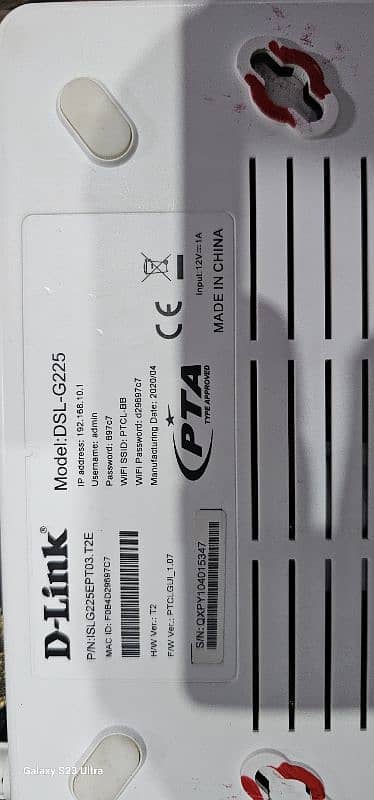 D-Link®
Model:DSL-G225
P/N:ISLG225EPT03.T2E
IP address: 192.168.10.1
MAC ID: F0B4D29897C7
Username: admin
Password: 897c7
WiFi SSID: PTCL-BB
H/W Ver.: T2
WiFi Password: d29897c7
F/W Ver.: PTCLGUI_1.07
Manufacturing Date: 2020/04
S/N: QXPY104015347
PTA
TYPE APPROVED
CE
Input:12V⎓1A
MADE IN CHINA
Galaxy S23 Ultra